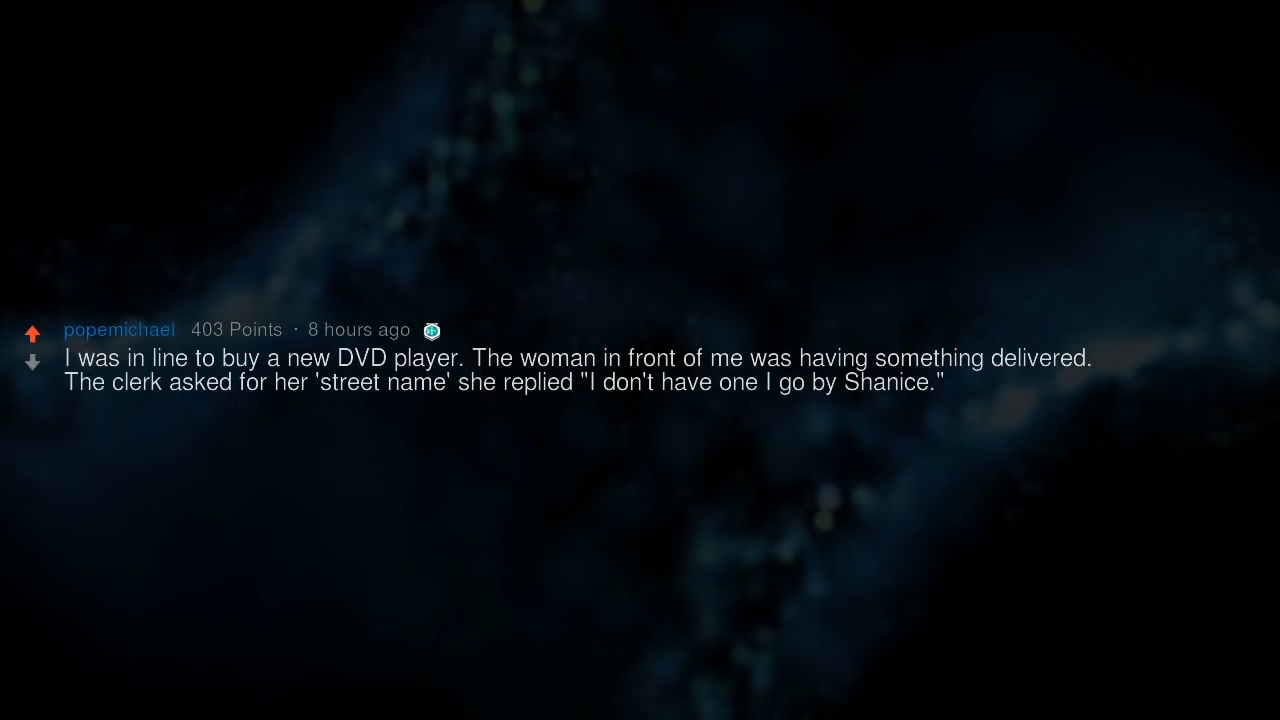 popemichael 403 Points · 8 hours ago
I was in line to buy a new DVD player. The woman in front of me was having something delivered.
The clerk asked for her 'street name' she replied "I don't have one I go by Shanice."